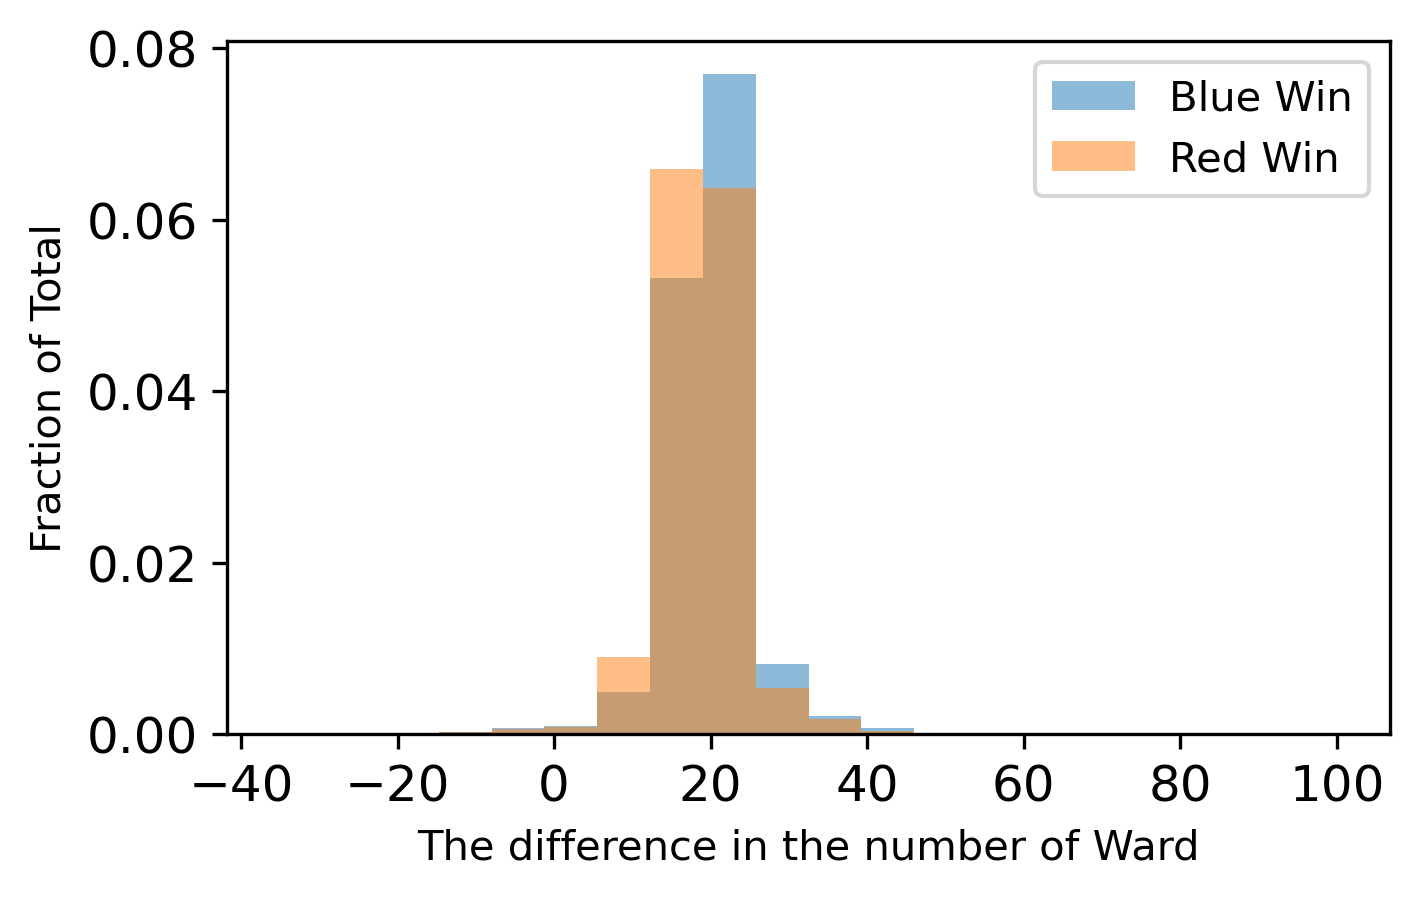 0.08
0.06
0.04
0.02
0.00
Fraction of Total
−40 −20 0 20 40 60 80 100
The difference in the number of Ward
Blue Win
Red Win